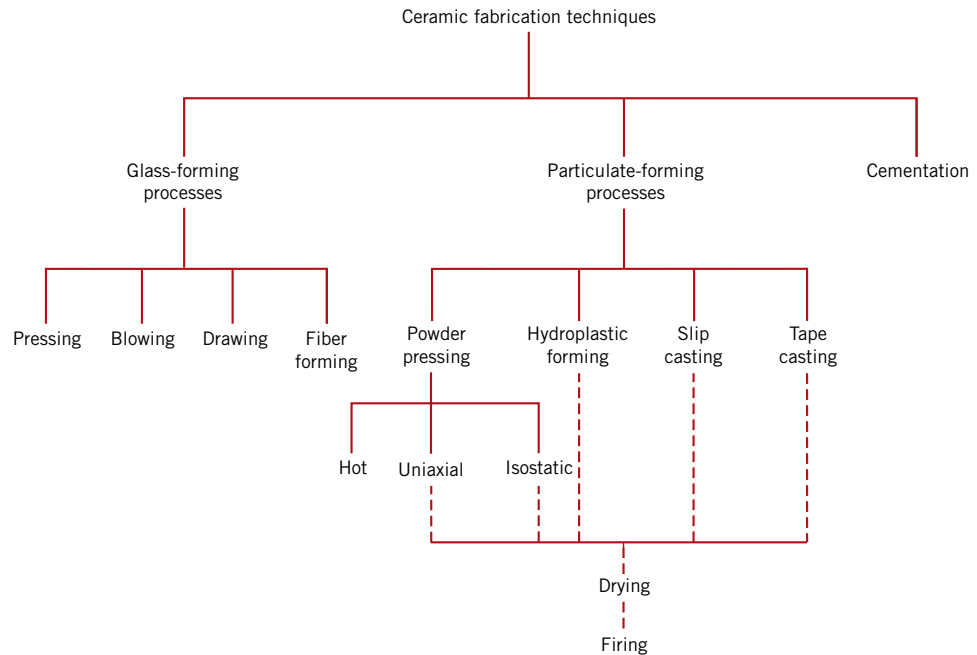 Ceramic fabrication techniques
Glass-forming
processes
Particulate-forming
processes
Cementation
Pressing
Blowing
Drawing
Fiber
forming
Powder
pressing
Hydroplastic
forming
Slip
casting
Tape
casting
Hot
Uniaxial
Isostatic
Drying
Firing